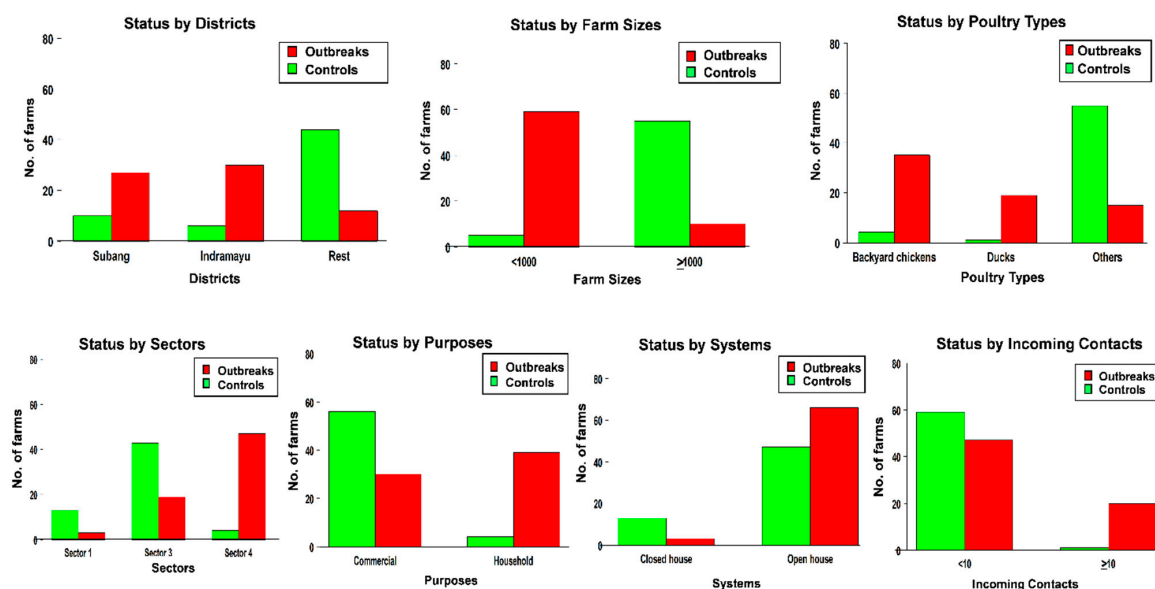 Status by Districts
80
60
40
20
0
No. of farms
Outbreaks
Controls
Subang
Indramayu
Rest
Districts
Status by Farm Sizes
80
60
40
20
0
No. of farms
Outbreaks
Controls
<1000
≥1000
Farm Sizes
Status by Poultry Types
80
60
40
20
0
No. of farms
Outbreaks
Controls
Backyard chickens
Ducks
Others
Poultry Types
Status by Sectors
80
60
40
20
0
No. of farms
Outbreaks
Controls
Sector 1
Sector 3
Sector 4
Sectors
Status by Purposes
80
60
40
20
0
No. of farms
Outbreaks
Controls
Commercial
Household
Purposes
Status by Systems
80
60
40
20
0
No. of farms
Outbreaks
Controls
Closed house
Open house
Systems
Status by Incoming Contacts
80
60
40
20
0
No. of farms
Outbreaks
Controls
<10
≥10
Incoming Contacts